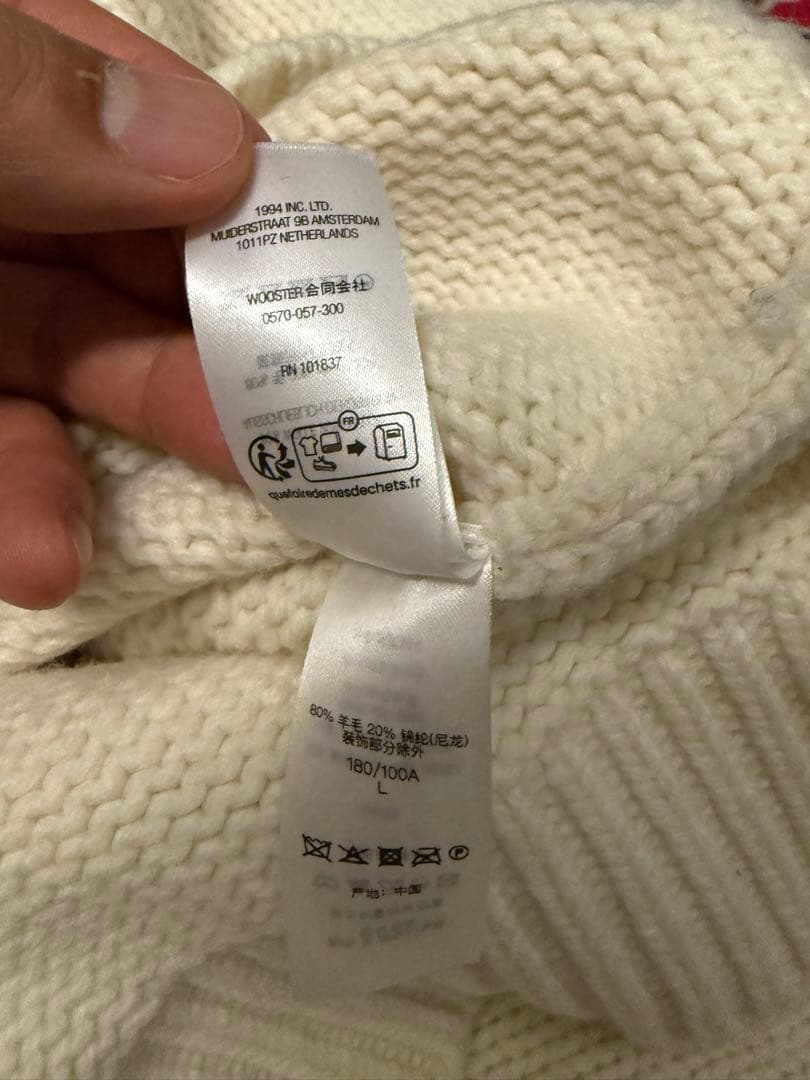 1994 INC. LTD.
MUIDERSTRAAT 9B AMSTERDAM
1011PZ NETHERLANDS
WOOSTER 合同会社
0570-057-300
RN 101837
FR
quefairedemesdechets.fr
80% 羊毛 20% 锦纶(尼龙)
装饰部分除外
180/100A
L
P
产地：中国